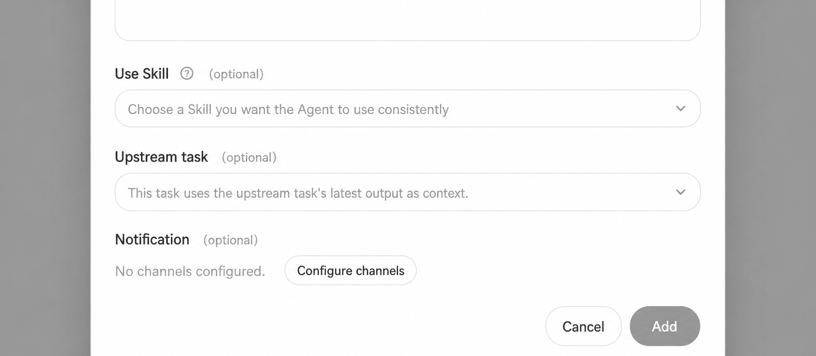 Use Skill ? (optional)
Choose a Skill you want the Agent to use consistently
Upstream task (optional)
This task uses the upstream task's latest output as context.
Notification (optional)
No channels configured. Configure channels
Cancel Add